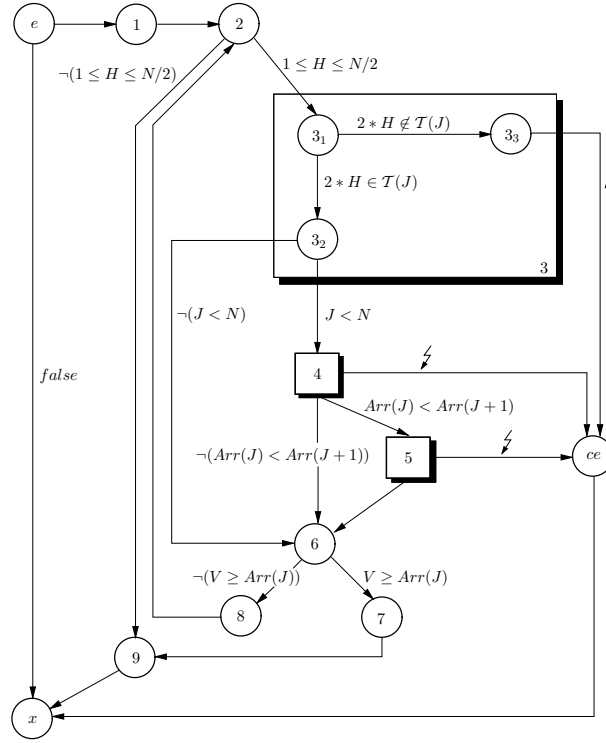 e
1
2
¬(1 ≤ H ≤ N/2)
1 ≤ H ≤ N/2
3₁
2 ∗ H ∉ 𝒯(J)
3₃
2 ∗ H ∈ 𝒯(J)
3₂
3
¬(J < N)
J < N
false
4
Arr(J) < Arr(J + 1)
¬(Arr(J) < Arr(J + 1))
5
ce
6
¬(V ≥ Arr(J))
V ≥ Arr(J)
8
7
9
x